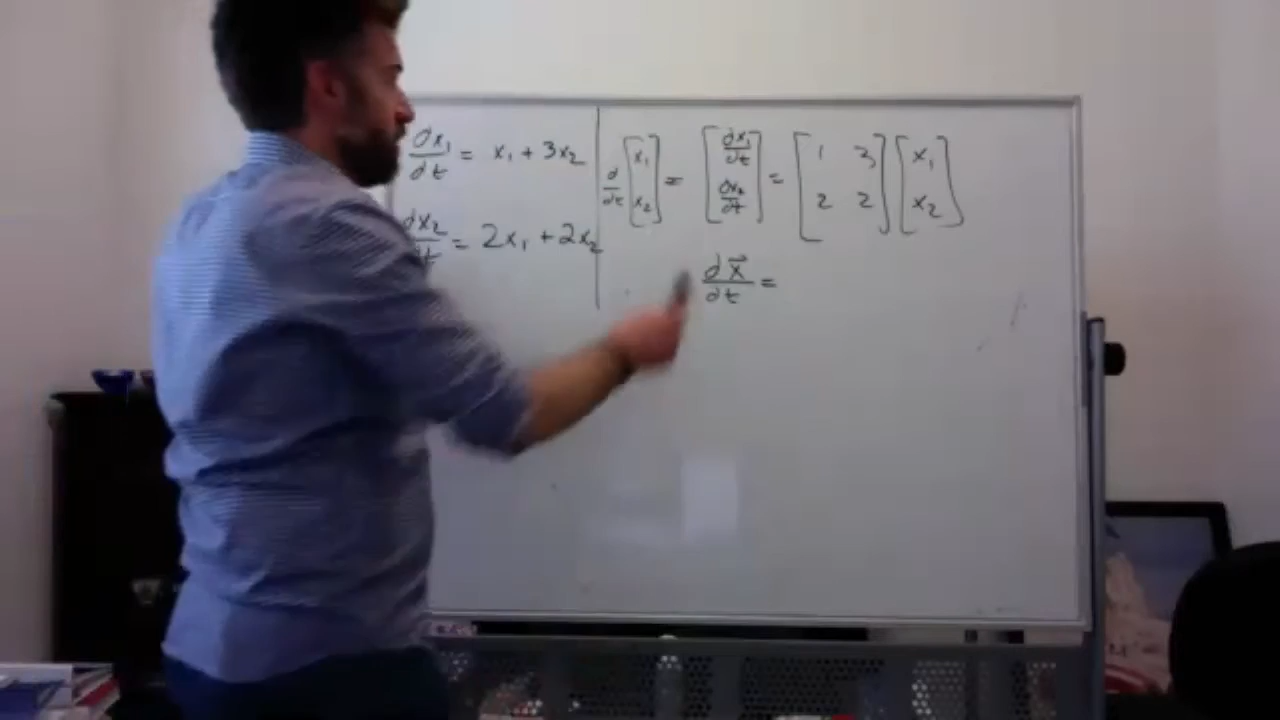 dx₁/dt = x₁ + 3x₂
dx₂/dt = 2x₁ + 2x₂
d/dt [x₁ x₂] = [dx₁/dt dx₂/dt] = [1 3 2 2] [x₁ x₂]
dx⃗/dt =